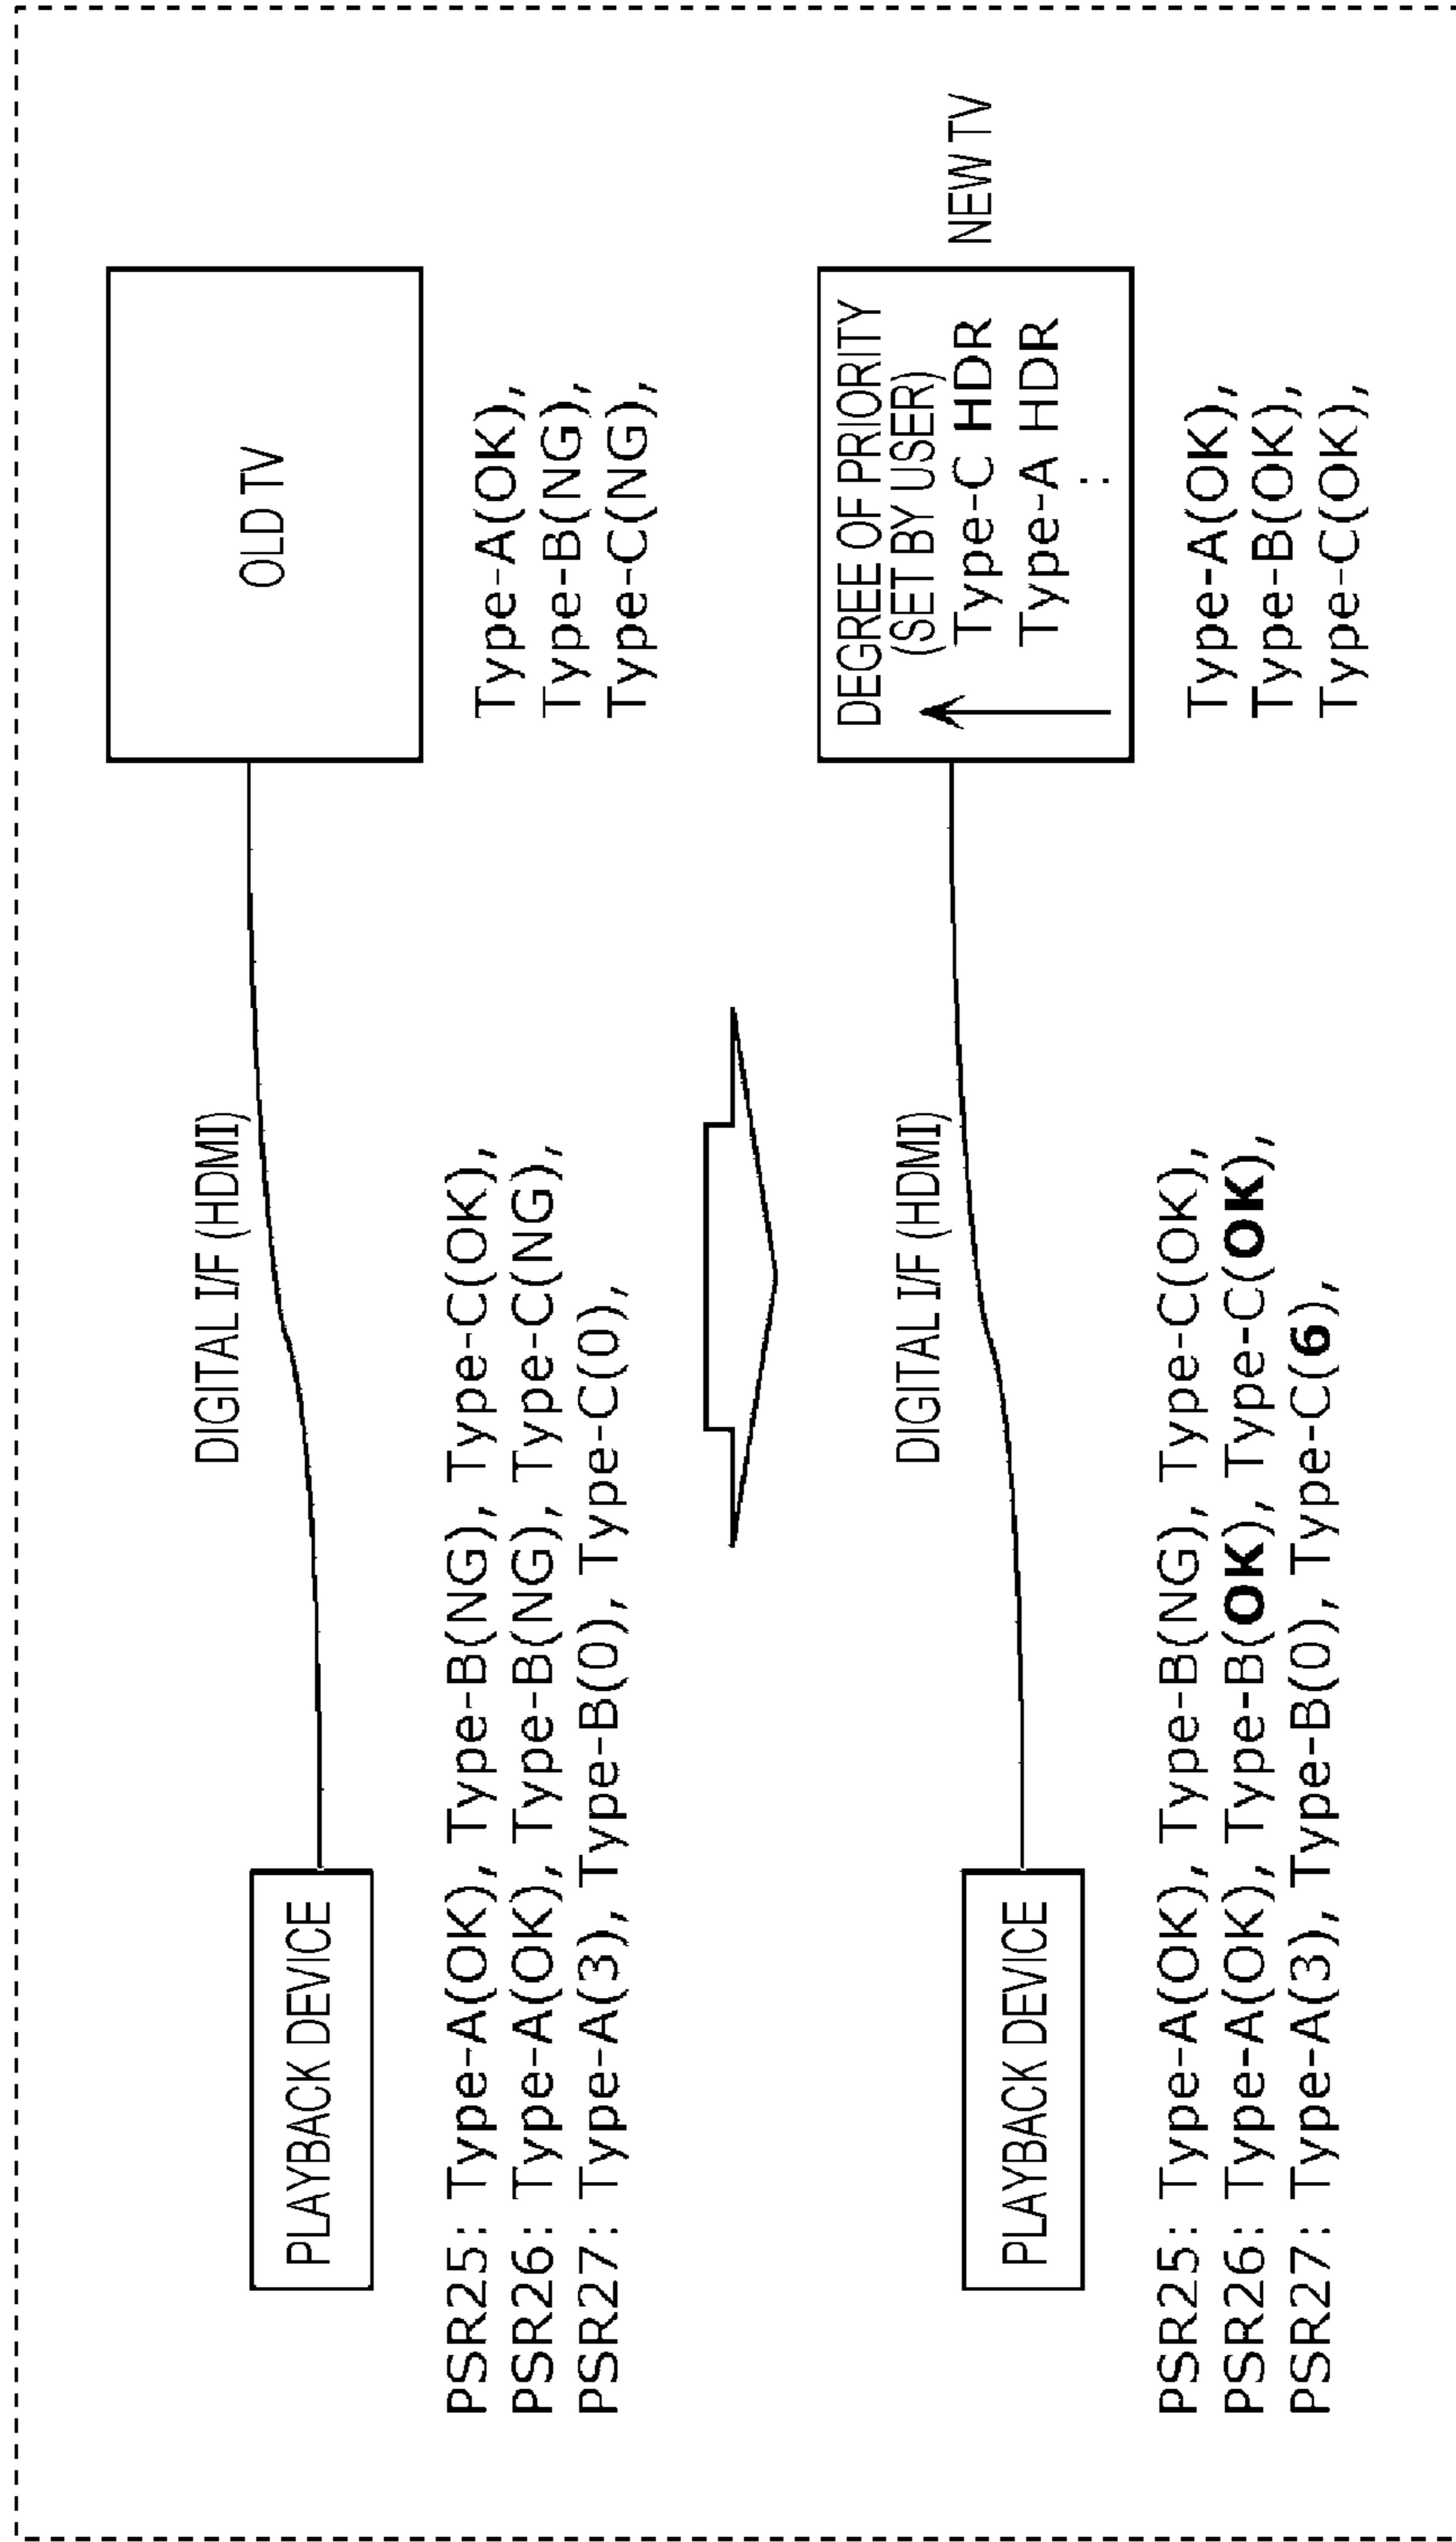 OLD TV
DIGITAL I/F (HDMI)
PLAYBACK DEVICE
Type-A(OK),
Type-B(NG),
Type-C(NG),
PSR25: Type-A(OK), Type-B(NG), Type-C(OK),
PSR26: Type-A(OK), Type-B(NG), Type-C(NG),
PSR27: Type-A(3), Type-B(0), Type-C(0),
DEGREE OF PRIORITY
(SET BY USER)
Type-C HDR
Type-A HDR
:
NEW TV
DIGITAL I/F (HDMI)
PLAYBACK DEVICE
Type-A(OK),
Type-B(OK),
Type-C(OK),
PSR25: Type-A(OK), Type-B(NG), Type-C(OK),
PSR26: Type-A(OK), Type-B(OK), Type-C(OK),
PSR27: Type-A(3), Type-B(0), Type-C(6),